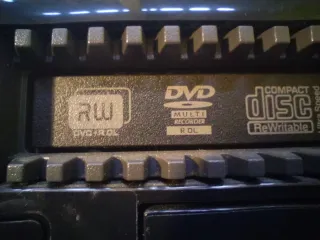 RW
DVD+R DL
DVD
MULTI
RECORDER
R DL
COMPACT
disc
ReWritable